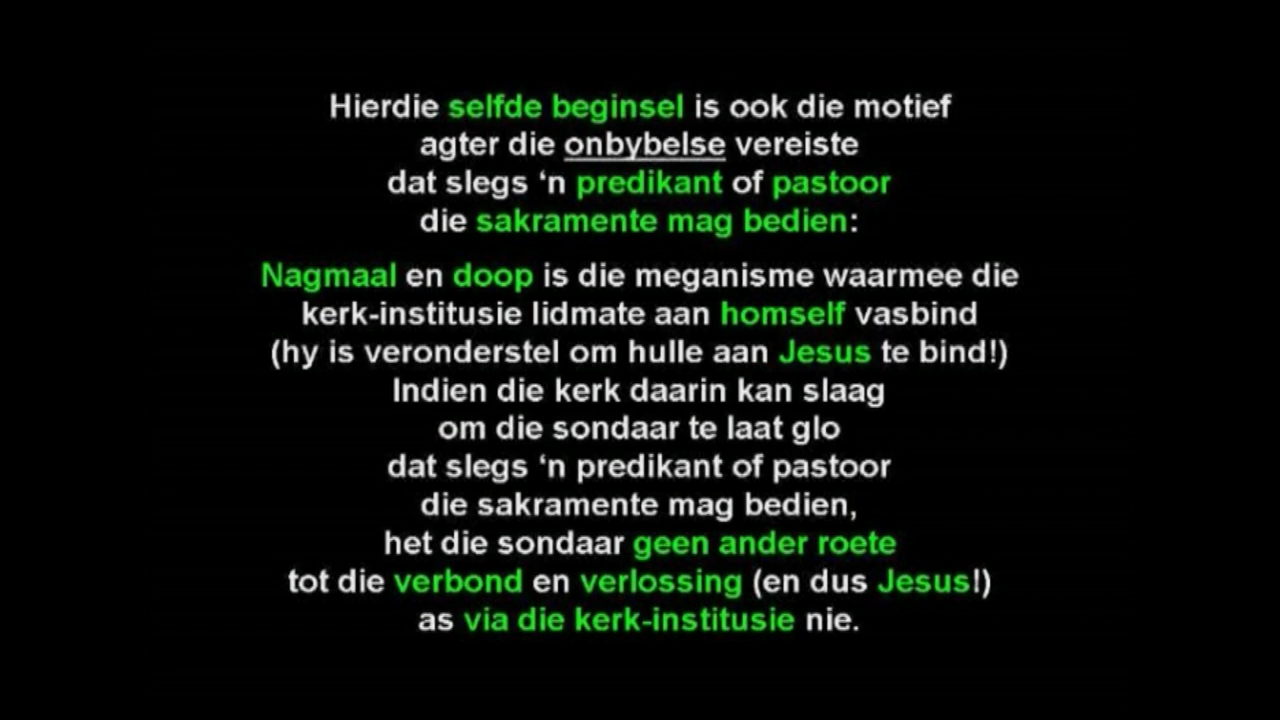 Hierdie selfde beginsel is ook die motief
agter die onbybelse vereiste
dat slegs ‘n predikant of pastoor
die sakramente mag bedien:
Nagmaal en doop is die meganisme waarmee die
kerk-institusie lidmate aan homself vasbind
(hy is veronderstel om hulle aan Jesus te bind!)
Indien die kerk daarin kan slaag
om die sondaar te laat glo
dat slegs ‘n predikant of pastoor
die sakramente mag bedien,
het die sondaar geen ander roete
tot die verbond en verlossing (en dus Jesus!)
as via die kerk-institusie nie.